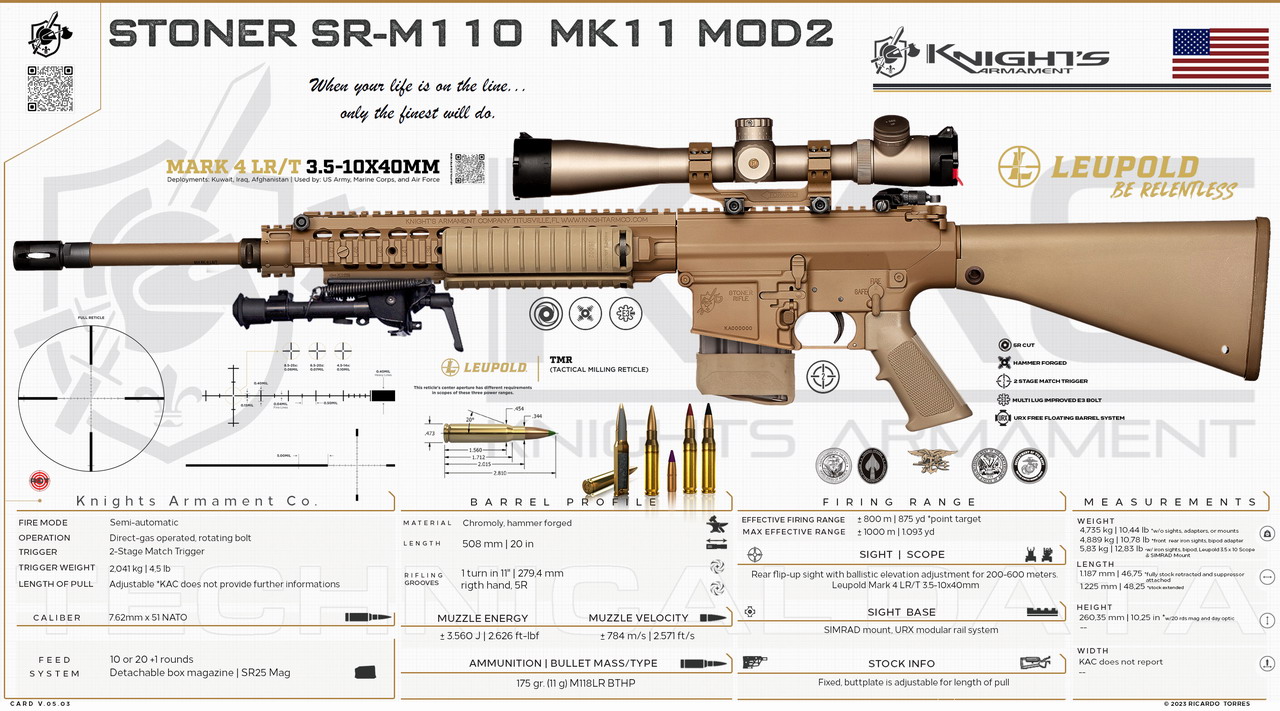 STONER SR-M110 MK11 MOD2
KNIGHT'S
ARMAMENT
When your life is on the line...
only the finest will do.
MARK 4 LR/T 3.5-10X40MM
Deployments: Kuwait, Iraq, Afghanistan | Used by: US Army, Marine Corps, and Air Force
LEUPOLD
BE RELENTLESS
KNIGHT'S ARMAMENT COMPANY, TITUSVILLE, FL WWW.KNIGHTARMCO.COM
STONER
RIFLE
KA000000
SAFE
FULL RETICLE
LEUPOLD
TMR
(TACTICAL MILLING RETICLE)
This reticle's center aperture has different requirements
in scopes of these three power ranges.
5R CUT
HAMMER FORGED
2 STAGE MATCH TRIGGER
MULTI LUG IMPROVED E3 BOLT
URX FREE FLOATING BARREL SYSTEM
20°
.454
.344
.473
1.560
1.712
2.015
2.810
KAC
KNIGHTS ARMAMENT
TECHNICAL DATA
Knights Armament Co.
FIRE MODE Semi-automatic
OPERATION Direct-gas operated, rotating bolt
TRIGGER 2-Stage Match Trigger
TRIGGER WEIGHT 2.041 kg | 4,5 lb
LENGTH OF PULL Adjustable *KAC does not provide further informations
CALIBER 7.62mm x 51 NATO
FEED SYSTEM
10 or 20 +1 rounds
Detachable box magazine | SR25 Mag
BARREL PROFILE
MATERIAL Chromoly, hammer forged
LENGTH 508 mm | 20 in
RIFLING GROOVES
1 turn in 11" | 279,4 mm
rigth hand, 5R
MUZZLE ENERGY MUZZLE VELOCITY
± 3.560 J | 2.626 ft-lbf ± 784 m/s | 2.571 ft/s
AMMUNITION | BULLET MASS/TYPE
175 gr. (11 g) M118LR BTHP
FIRING RANGE
EFFECTIVE FIRING RANGE ± 800 m | 875 yd *point target
MAX EFFECTIVE RANGE ± 1000 m | 1.093 yd
SIGHT | SCOPE
Rear flip-up sight with ballistic elevation adjustment for 200-600 meters.
Leupold Mark 4 LR/T 3.5-10x40mm
SIGHT BASE
SIMRAD mount, URX modular rail system
STOCK INFO
Fixed, buttplate is adjustable for length of pull
MEASUREMENTS
WEIGHT
4,735 kg | 10,44 lb *w/o sights, adapters, or mounts
4,889 kg | 10,78 lb *front rear iron sights, bipod adapter
5,83 kg | 12,83 lb *w/ iron sights, bipod, Leupold 3.5 x 10 Scope
& SIMRAD Mount
LENGTH
1.187 mm | 46,75 *fully stock retracted and suppressor
attached
1.225 mm | 48,25 *stock extended
HEIGHT
260,35 mm | 10,25 in *w/20 rds mag and day optic
--
WIDTH
KAC does not report
--
CARD V.05.03
© 2023 RICARDO TORRES